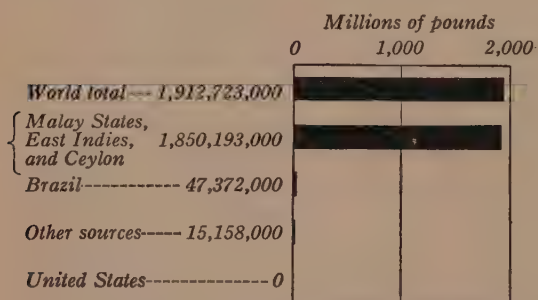 Millions of pounds
0 1,000 2,000
World total --- 1,912,723,000
Malay States,
East Indies, 1,850,193,000
and Ceylon
Brazil ------------ 47,372,000
Other sources ----- 15,158,000
United States --------------- 0